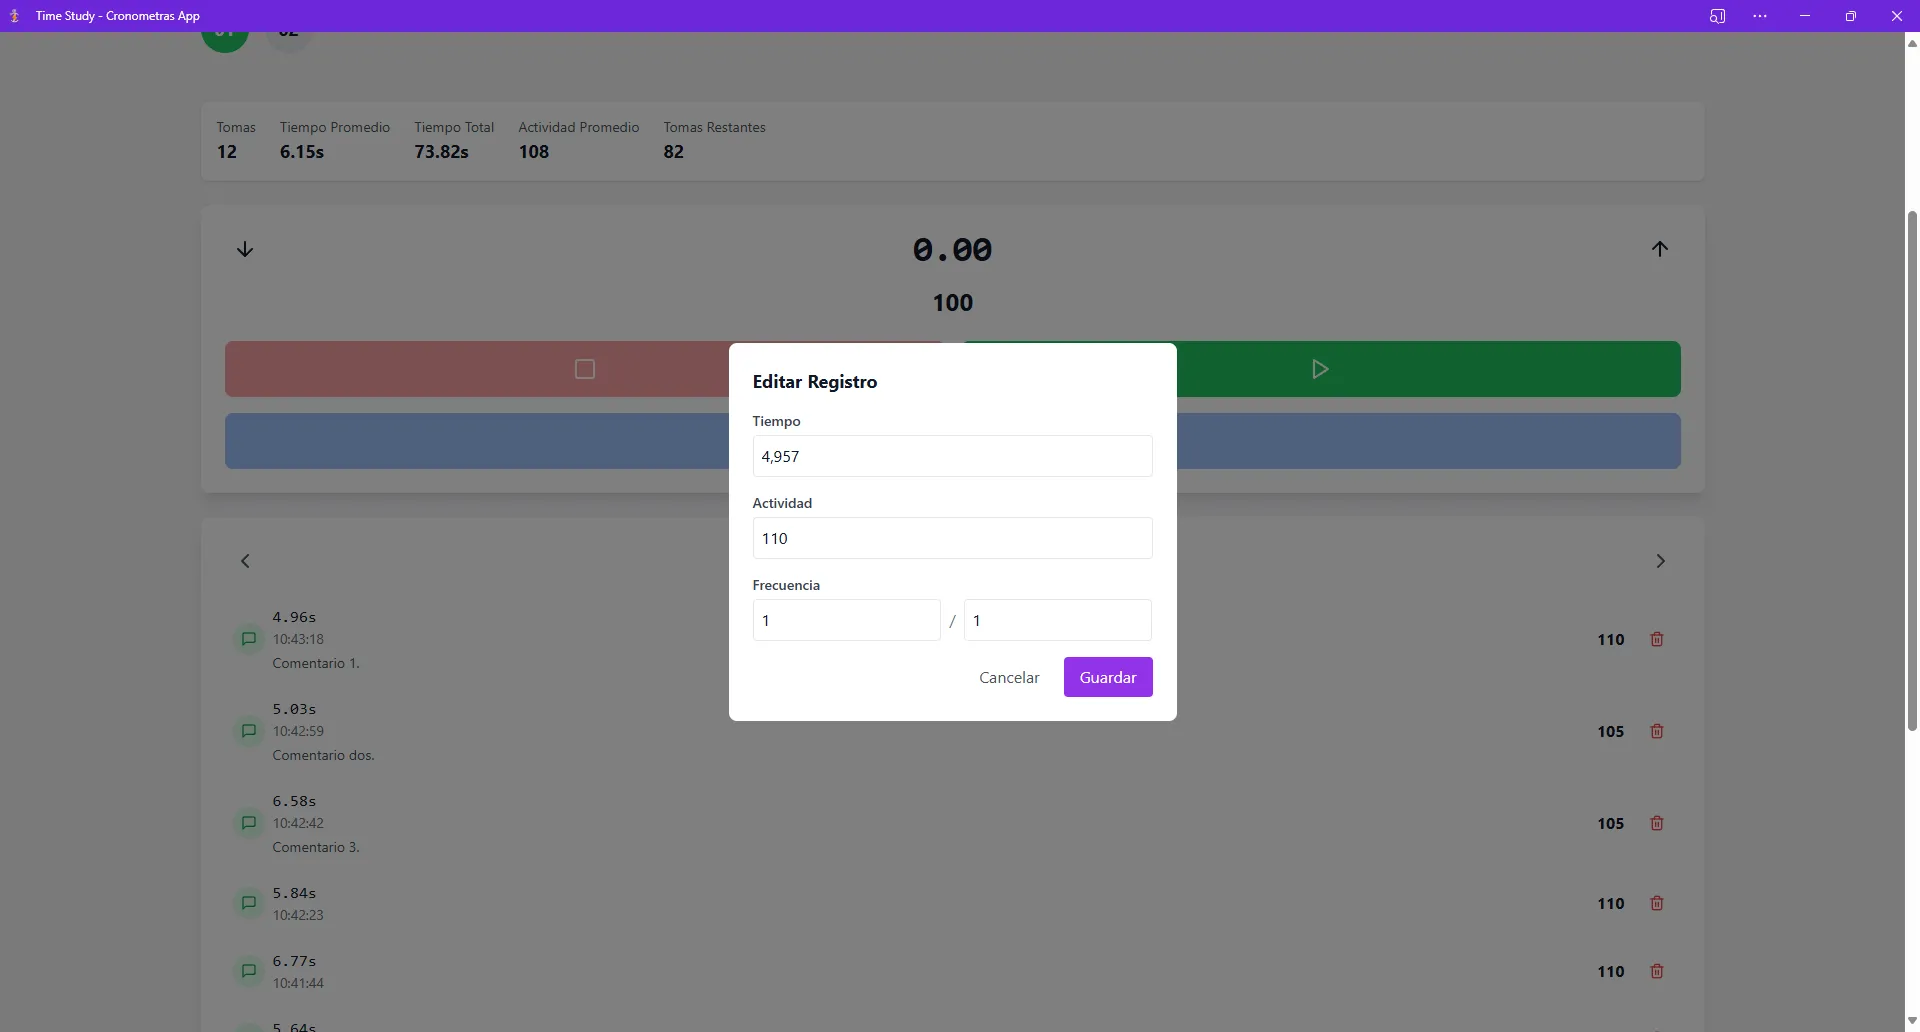 Time Study - Cronometras App
Tomas Tiempo Promedio Tiempo Total Actividad Promedio Tomas Restantes
12 6.15s 73.82s 108 82
0.00
100
Editar Registro
Tiempo
4,957
Actividad
110
Frecuencia
1 / 1
Cancelar Guardar
4.96s
10:43:18
Comentario 1.
110
5.03s
10:42:59
Comentario dos.
105
6.58s
10:42:42
Comentario 3.
105
5.84s
10:42:23
110
6.77s
10:41:44
110
5.64s